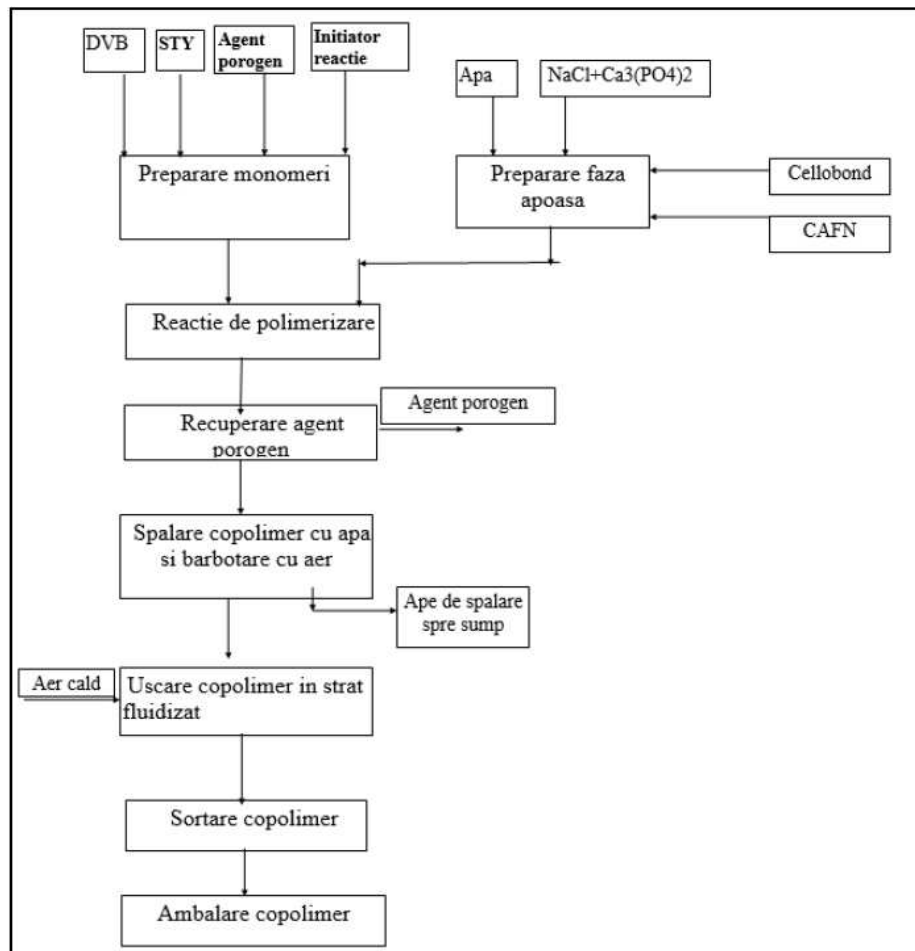 DVB
STY
Agent
porogen
Initiator
reactie
Apa
NaCl+Ca3(PO4)2
Preparare monomeri
Preparare faza
apoasa
Cellobond
CAFN
Reactie de polimerizare
Recuperare agent
porogen
Agent porogen
Spalare copolimer cu apa
si barbotare cu aer
Ape de spalare
spre sump
Aer cald
Uscare copolimer in strat
fluidizat
Sortare copolimer
Ambalare copolimer